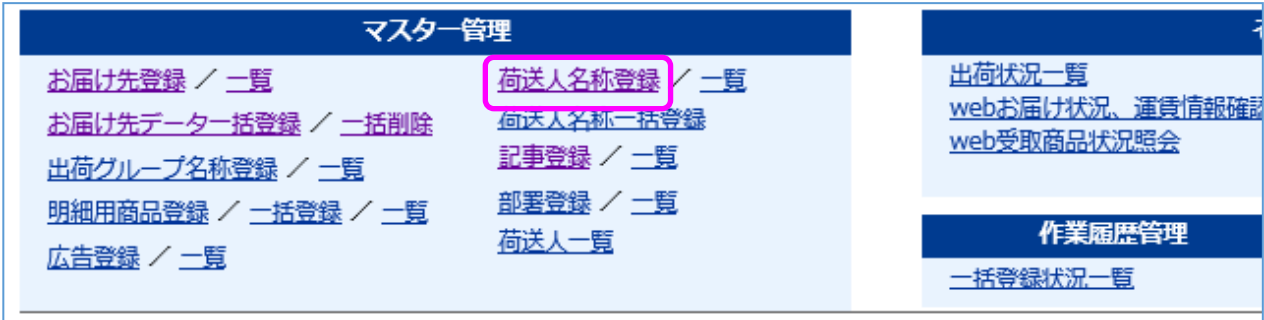 マスター管理
お届け先登録 ／ 一覧
お届け先データ一括登録 ／ 一括削除
出荷グループ名称登録 ／ 一覧
明細用商品登録 ／ 一括登録 ／ 一覧
広告登録 ／ 一覧
荷送人名称登録 ／ 一覧
荷送人名称一括登録
記事登録 ／ 一覧
部署登録 ／ 一覧
荷送人一覧
出荷状況一覧
webお届け状況、運賃情報確認
web受取商品状況照会
作業履歴管理
一括登録状況一覧